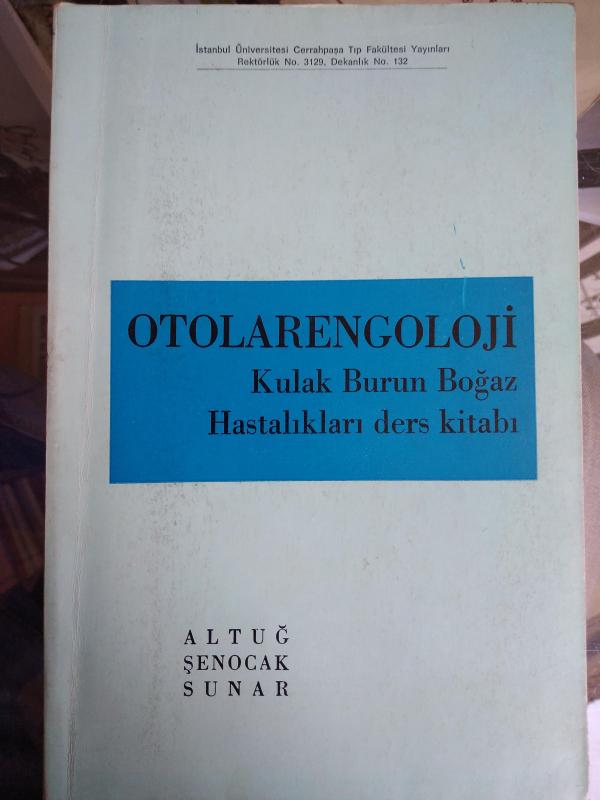 İstanbul Üniversitesi Cerrahpaşa Tıp Fakültesi Yayınları
Rektörlük No. 3129, Dekanlık No. 132
OTOLARENGOLOJİ
Kulak Burun Boğaz
Hastalıkları ders kitabı
ALTUĞ
ŞENOCAK
SUNAR